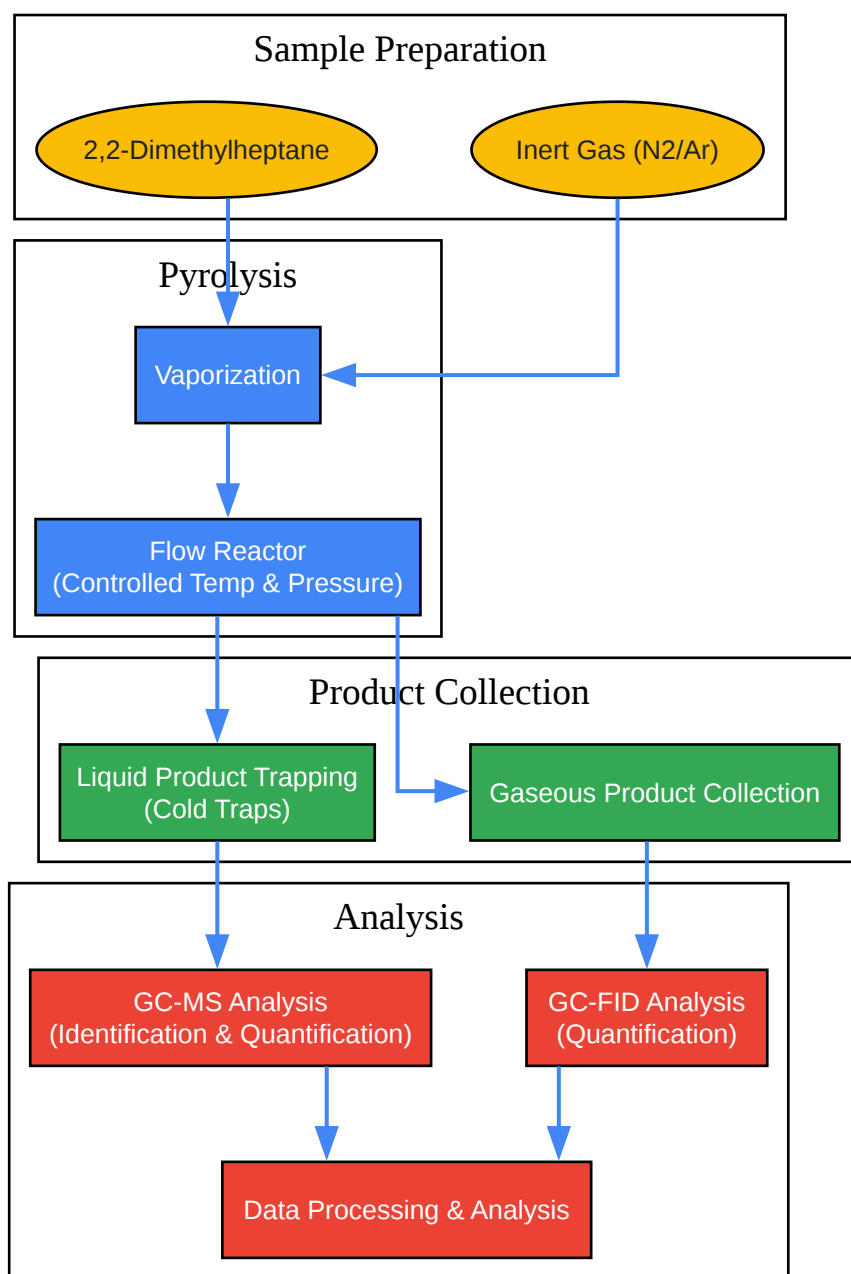 Sample Preparation
2,2-Dimethylheptane
Inert Gas (N2/Ar)
Pyrolysis
Vaporization
Flow Reactor
(Controlled Temp & Pressure)
Product Collection
Liquid Product Trapping
(Cold Traps)
Gaseous Product Collection
Analysis
GC-MS Analysis
(Identification & Quantification)
GC-FID Analysis
(Quantification)
Data Processing & Analysis